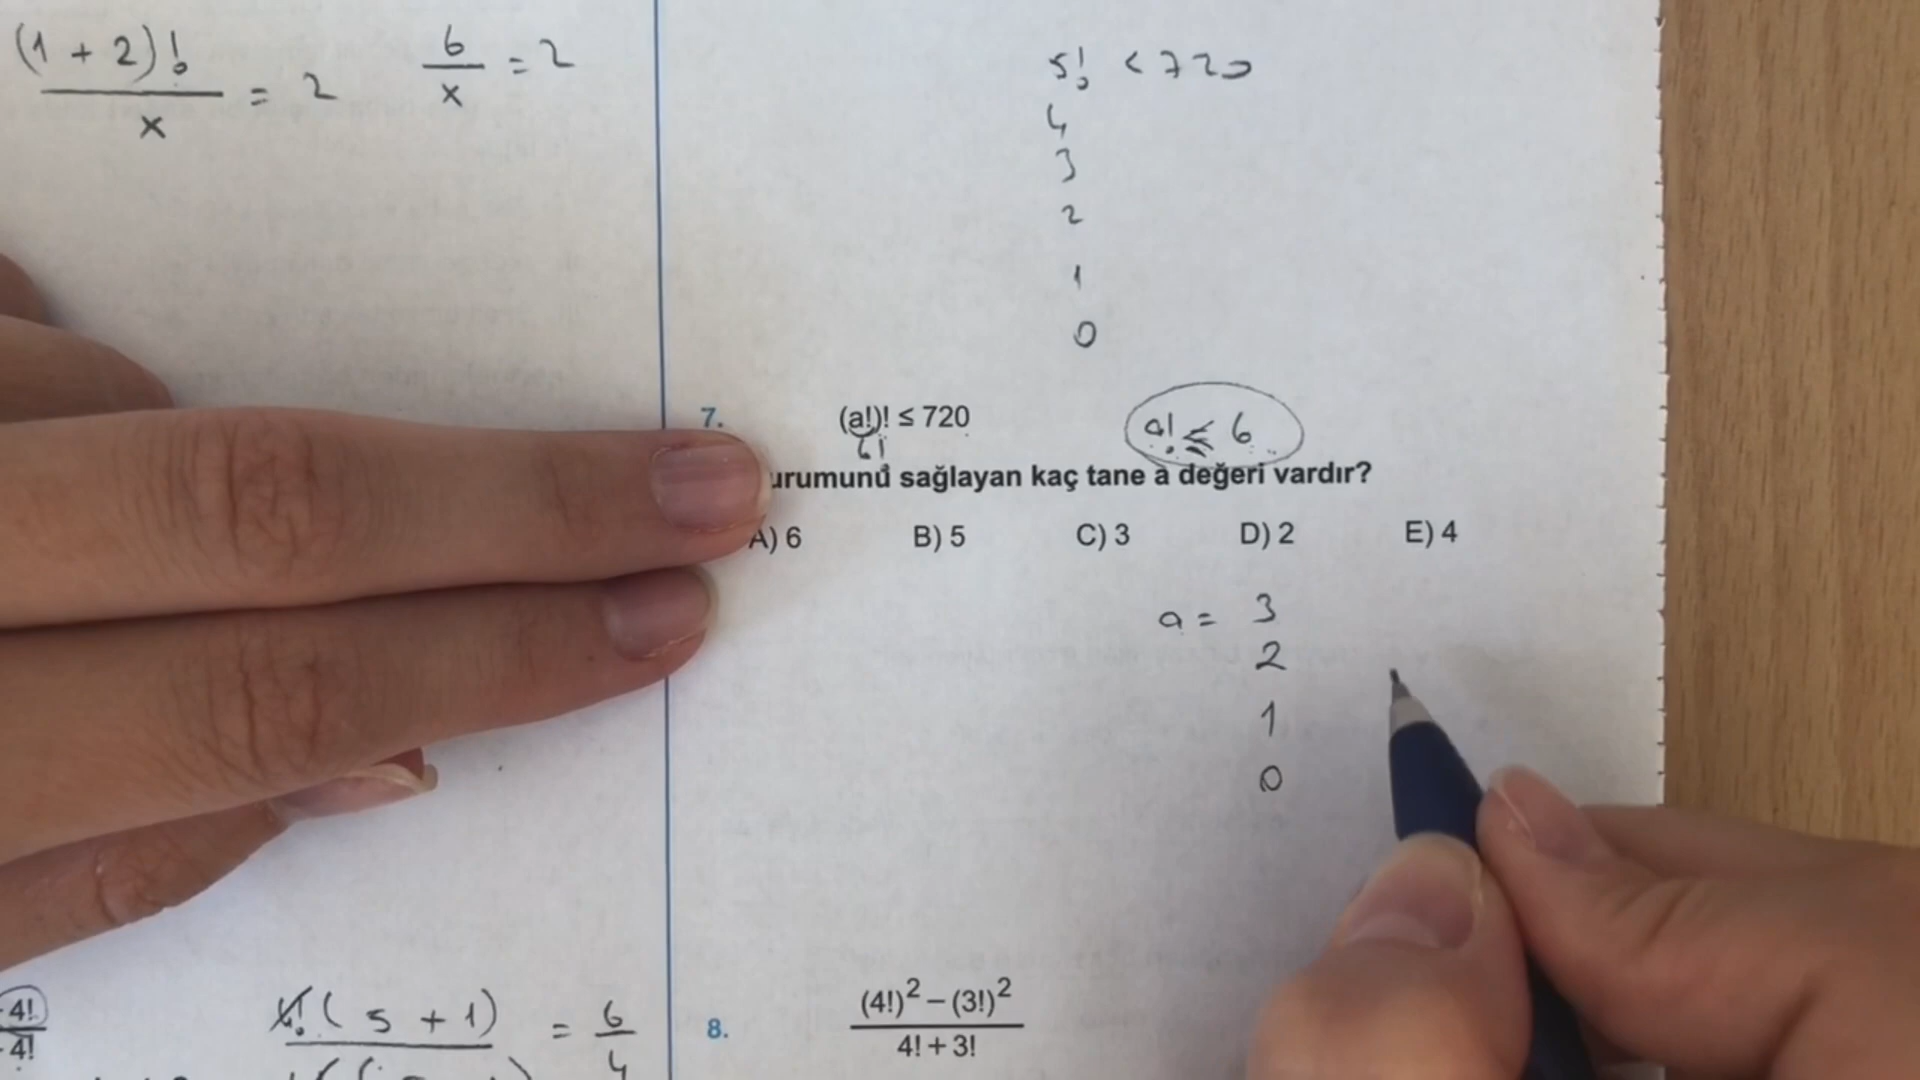 (1 + 2)!
x
= 2
6
x
= 2
5! < 720
4
3
2
1
0
7.
(a!)! ≤ 720
6!
a! ≤ 6
urumunu sağlayan kaç tane a değeri vardır?
A) 6 B) 5 C) 3 D) 2 E) 4
a = 3
2
1
0
4!
4!
4!(5 + 1)
= 6
4
8.
(4!)² – (3!)²
4! + 3!